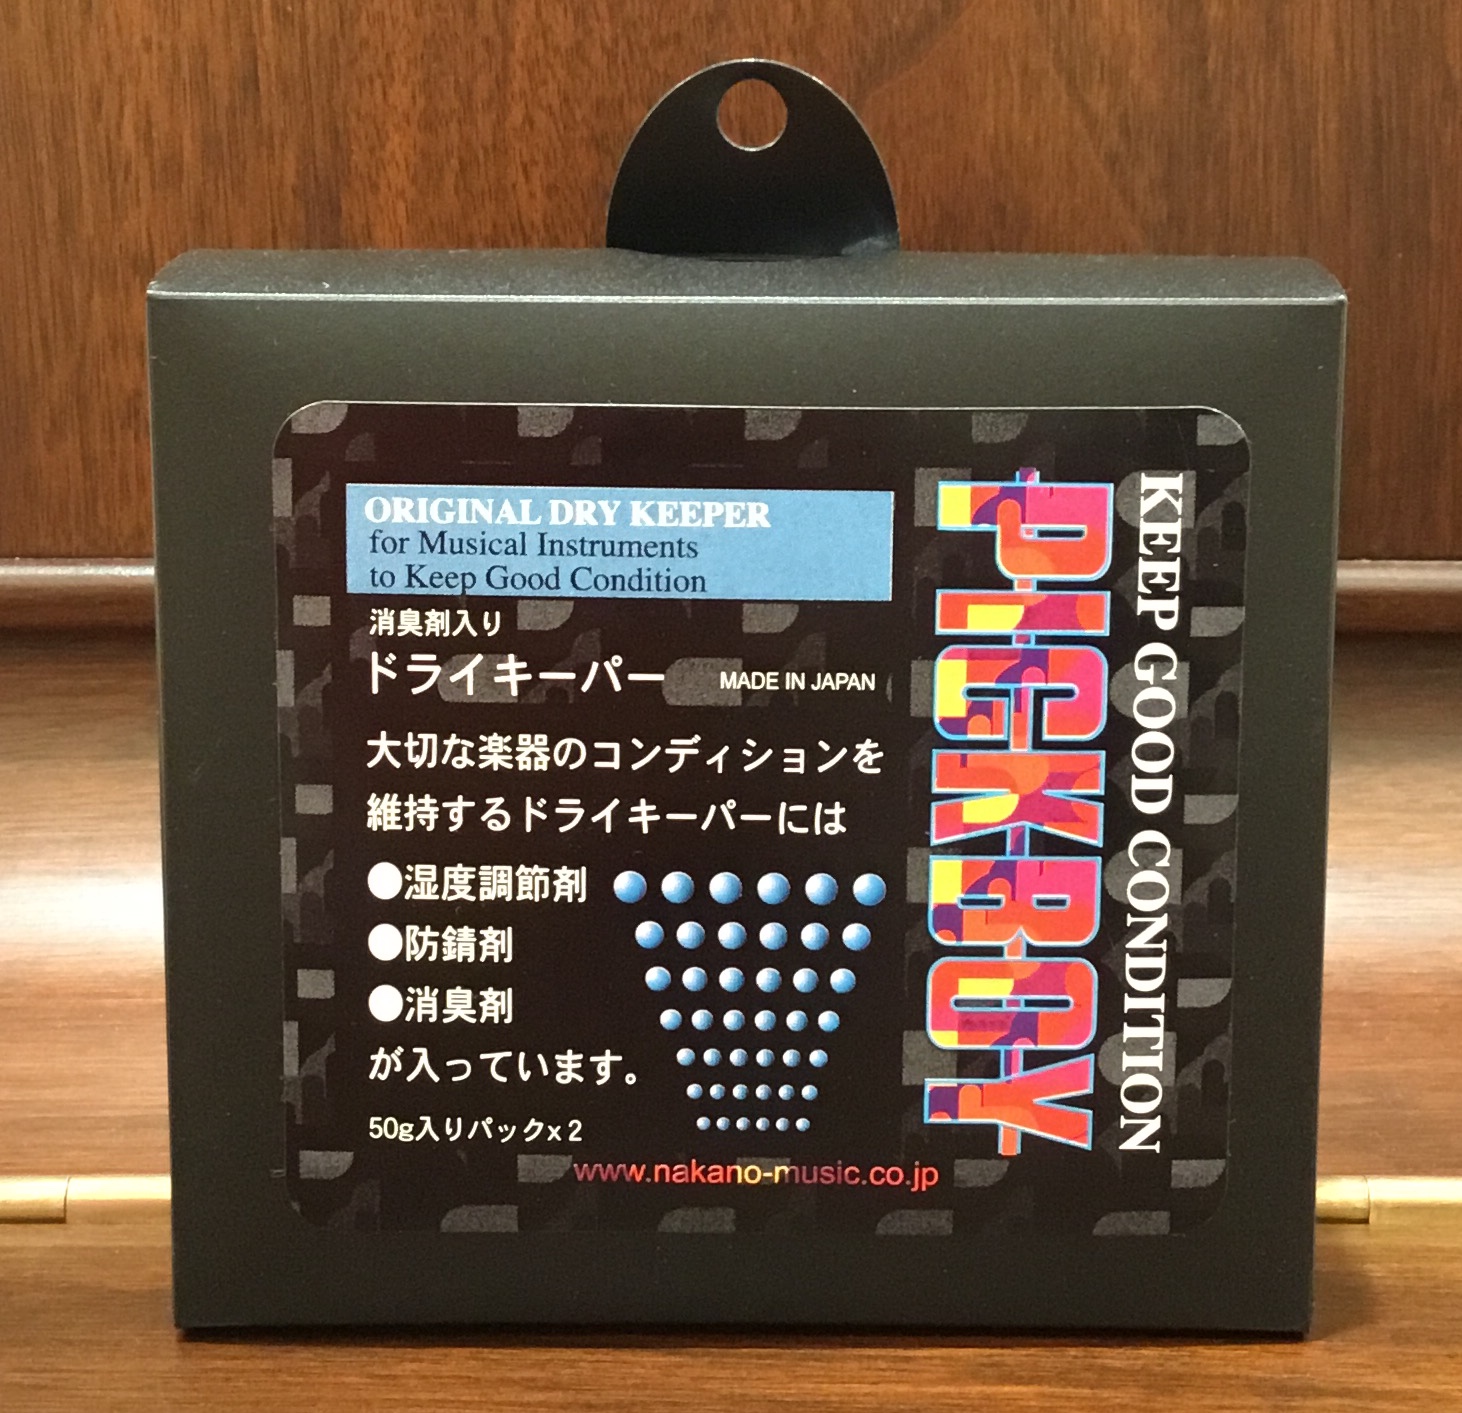 ORIGINAL DRY KEEPER
for Musical Instruments
to Keep Good Condition
消臭剤入り
ドライキーパー
MADE IN JAPAN
大切な楽器のコンディションを
維持するドライキーパーには
●湿度調節剤
●防錆剤
●消臭剤
が入っています。
50g入りパックx2
www.nakano-music.co.jp
PICKBOY
KEEP GOOD CONDITION